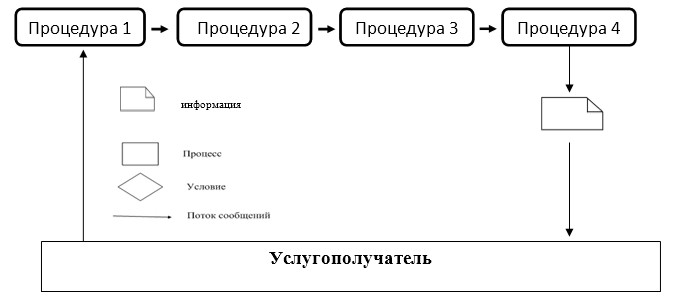 Процедура 1
Процедура 2
Процедура 3
Процедура 4
информация
Процесс
Условие
Поток сообщений
Услугополучатель